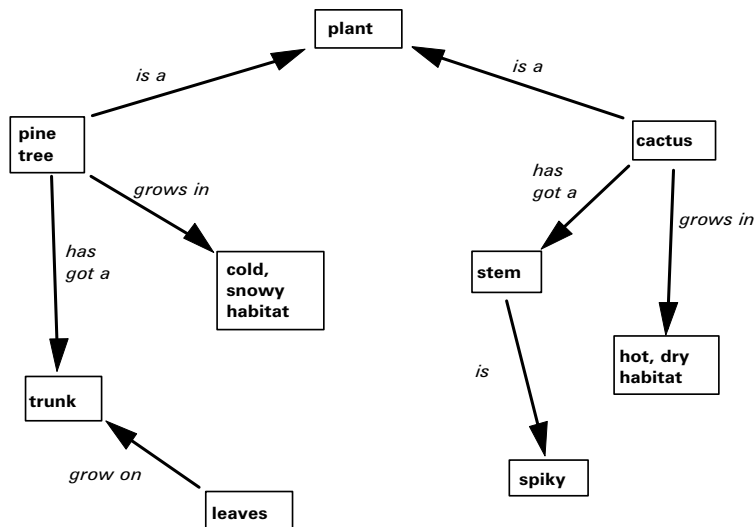 plant
is a
is a
pine
tree
cactus
has
got a
grows in
grows in
has
got a
cold,
snowy
habitat
stem
hot, dry
habitat
is
trunk
grow on
spiky
leaves